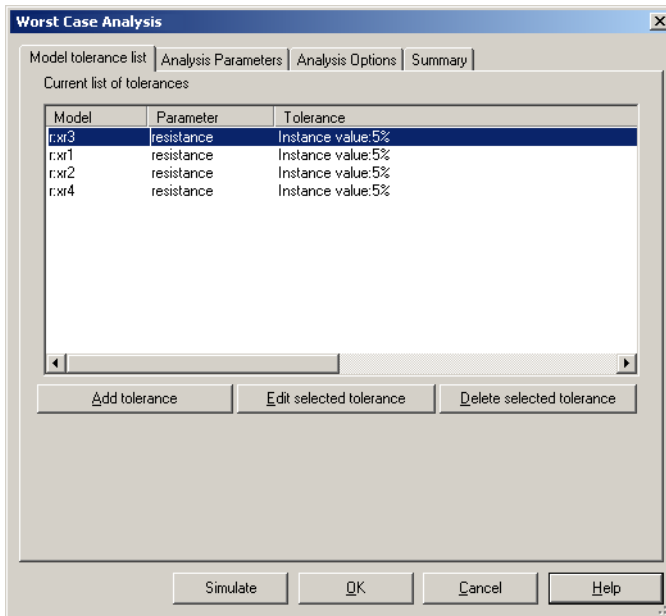 Worst Case Analysis
Model tolerance list Analysis Parameters Analysis Options Summary
Current list of tolerances
Model Parameter Tolerance
r:xr3 resistance Instance value:5%
r:xr1 resistance Instance value:5%
r:xr2 resistance Instance value:5%
r:xr4 resistance Instance value:5%
Add tolerance Edit selected tolerance Delete selected tolerance
Simulate OK Cancel Help